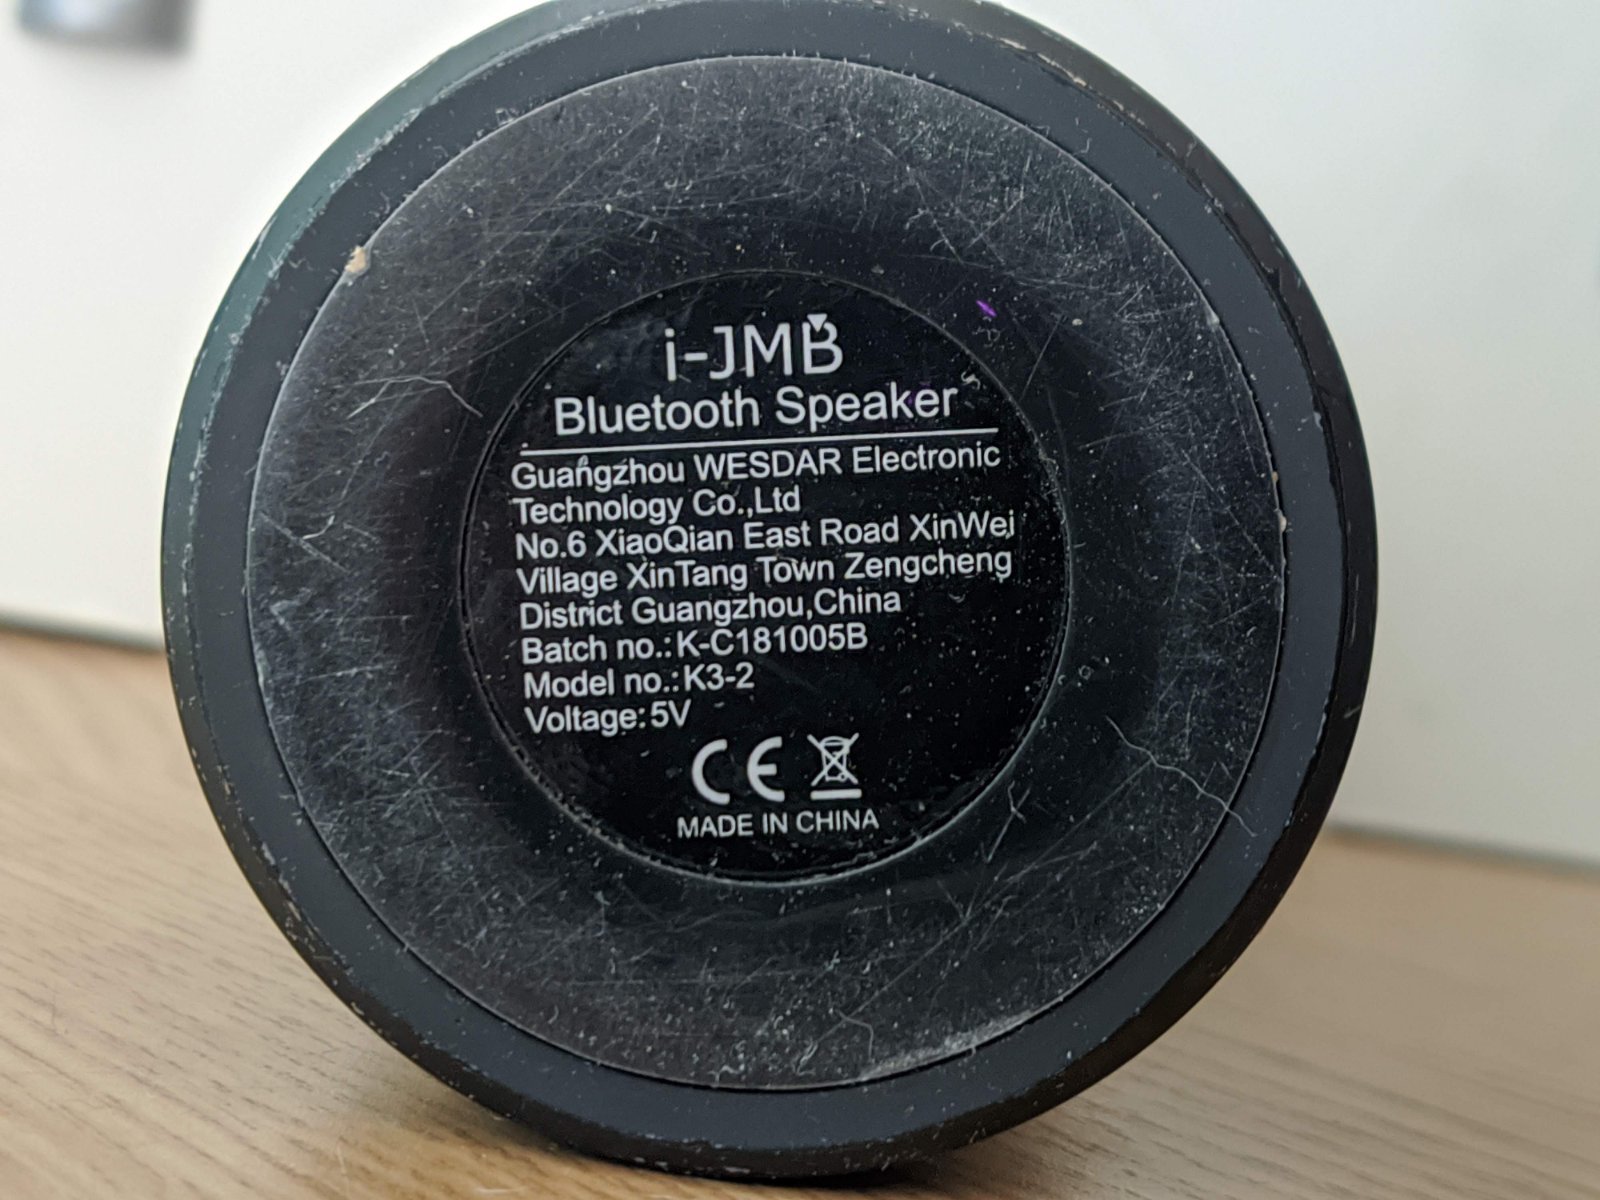 i-JMB
Bluetooth Speaker
Guangzhou WESDAR Electronic
Technology Co.,Ltd
No.6 XiaoQian East Road XinWei
Village XinTang Town Zengcheng
District Guangzhou,China
Batch no.: K-C181005B
Model no.: K3-2
Voltage: 5V
CE
MADE IN CHINA